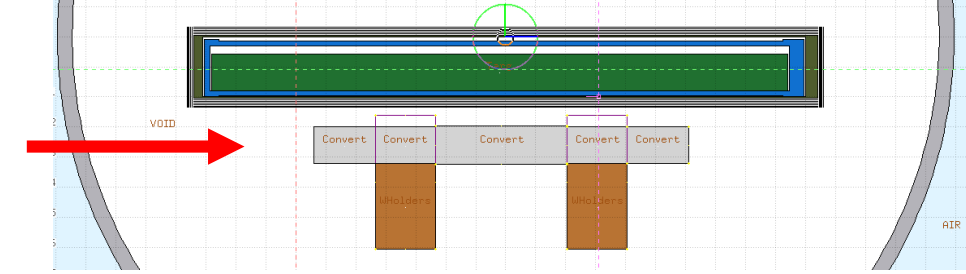 VOID
Convert
Convert
Convert
Convert
Convert
WHolders
WHolders
AIR